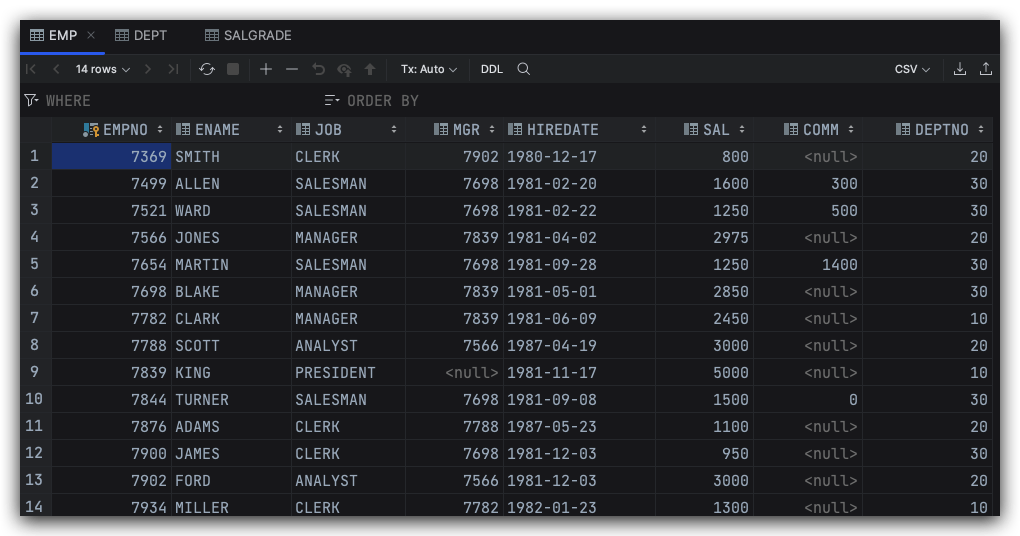 EMP DEPT SALGRADE
14 rows Tx: Auto DDL CSV
WHERE ORDER BY
EMPNO ENAME JOB MGR HIREDATE SAL COMM DEPTNO
1 7369 SMITH CLERK 7902 1980-12-17 800 <null> 20
2 7499 ALLEN SALESMAN 7698 1981-02-20 1600 300 30
3 7521 WARD SALESMAN 7698 1981-02-22 1250 500 30
4 7566 JONES MANAGER 7839 1981-04-02 2975 <null> 20
5 7654 MARTIN SALESMAN 7698 1981-09-28 1250 1400 30
6 7698 BLAKE MANAGER 7839 1981-05-01 2850 <null> 30
7 7782 CLARK MANAGER 7839 1981-06-09 2450 <null> 10
8 7788 SCOTT ANALYST 7566 1987-04-19 3000 <null> 20
9 7839 KING PRESIDENT <null> 1981-11-17 5000 <null> 10
10 7844 TURNER SALESMAN 7698 1981-09-08 1500 0 30
11 7876 ADAMS CLERK 7788 1987-05-23 1100 <null> 20
12 7900 JAMES CLERK 7698 1981-12-03 950 <null> 30
13 7902 FORD ANALYST 7566 1981-12-03 3000 <null> 20
14 7934 MILLER CLERK 7782 1982-01-23 1300 <null> 10